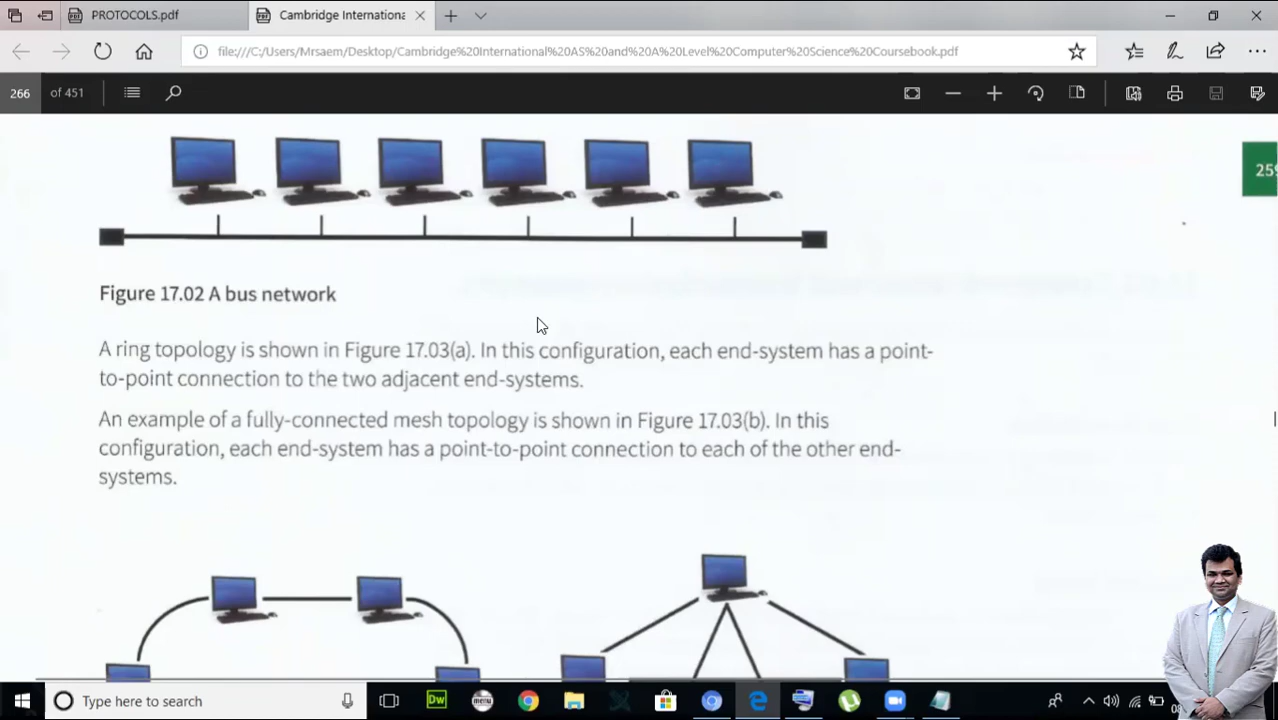 PROTOCOLS.pdf
Cambridge Internationa
file:///C:/Users/Mrsaem/Desktop/Cambridge%20International%20AS%20and%20A%20Level%20Computer%20Science%20Coursebook.pdf
266 of 451
Figure 17.02 A bus network
A ring topology is shown in Figure 17.03(a). In this configuration, each end-system has a point-
to-point connection to the two adjacent end-systems.
An example of a fully-connected mesh topology is shown in Figure 17.03(b). In this
configuration, each end-system has a point-to-point connection to each of the other end-
systems.
Type here to search
Dw
menu